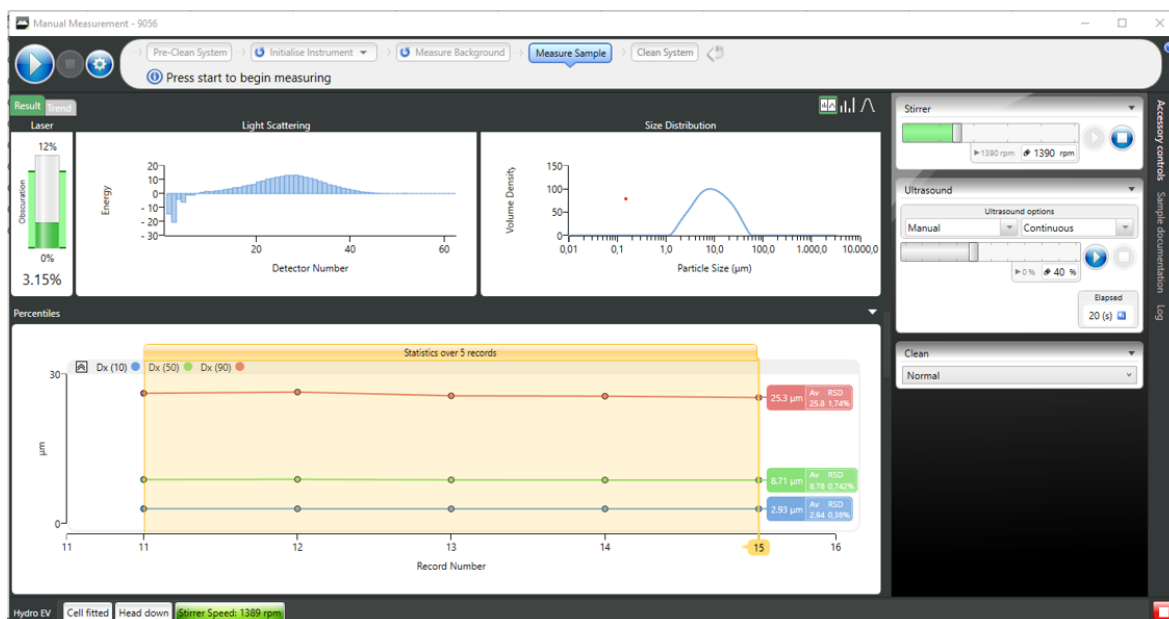 Manual Measurement - 9056
Pre-Clean System
Initialise Instrument
Measure Background
Measure Sample
Clean System
Press start to begin measuring
Result
Trend
Laser
12%
Obscuration
0%
3.15%
Light Scattering
Energy
20
10
0
- 10
- 20
- 30
20 40 60
Detector Number
Size Distribution
Volume Density
150
100
50
0
0,01 0,1 1,0 10,0 100,0 1 000,0 10.000,0
Particle Size (µm)
Percentiles
Statistics over 5 records
Dx (10) Dx (50) Dx (90)
30
µm
0
25.3 µm
Av RSD
25.8 1,74%
8.71 µm
Av RSD
8.78 0,742%
2.93 µm
Av RSD
2.94 0,38%
11 11 12 13 14 15 16
Record Number
Stirrer
1390 rpm
1390 rpm
Ultrasound
Ultrasound options
Manual
Continuous
0 %
40 %
Elapsed
20 (s)
Clean
Normal
Accessory controls
Sample documentation
Log
Hydro EV
Cell fitted
Head down
Stirrer Speed: 1389 rpm